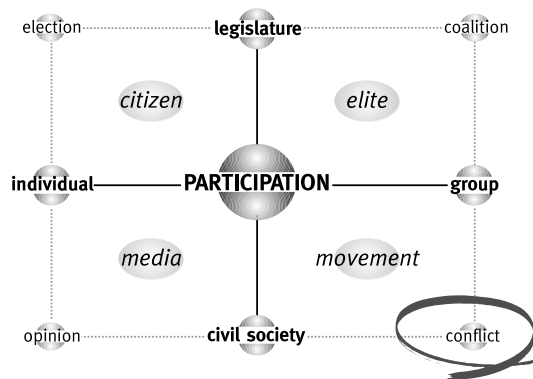 election legislature coalition
citizen elite
individual PARTICIPATION group
media movement
opinion civil society conflict